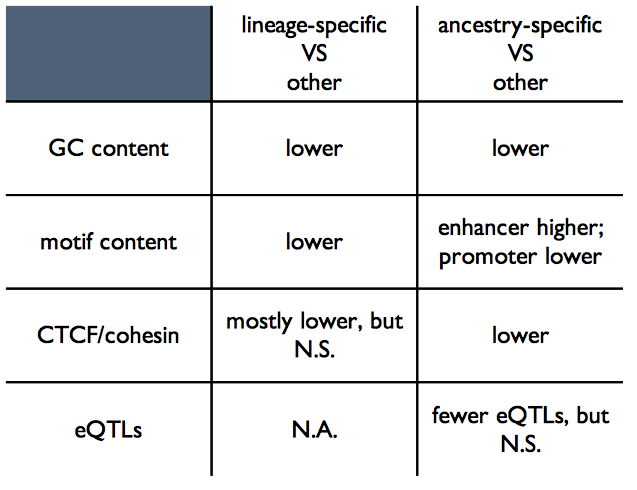 lineage-specific
VS
other
ancestry-specific
VS
other
GC content
lower
lower
motif content
lower
enhancer higher;
promoter lower
CTCF/cohesin
mostly lower, but
N.S.
lower
eQTLs
N.A.
fewer eQTLs, but
N.S.